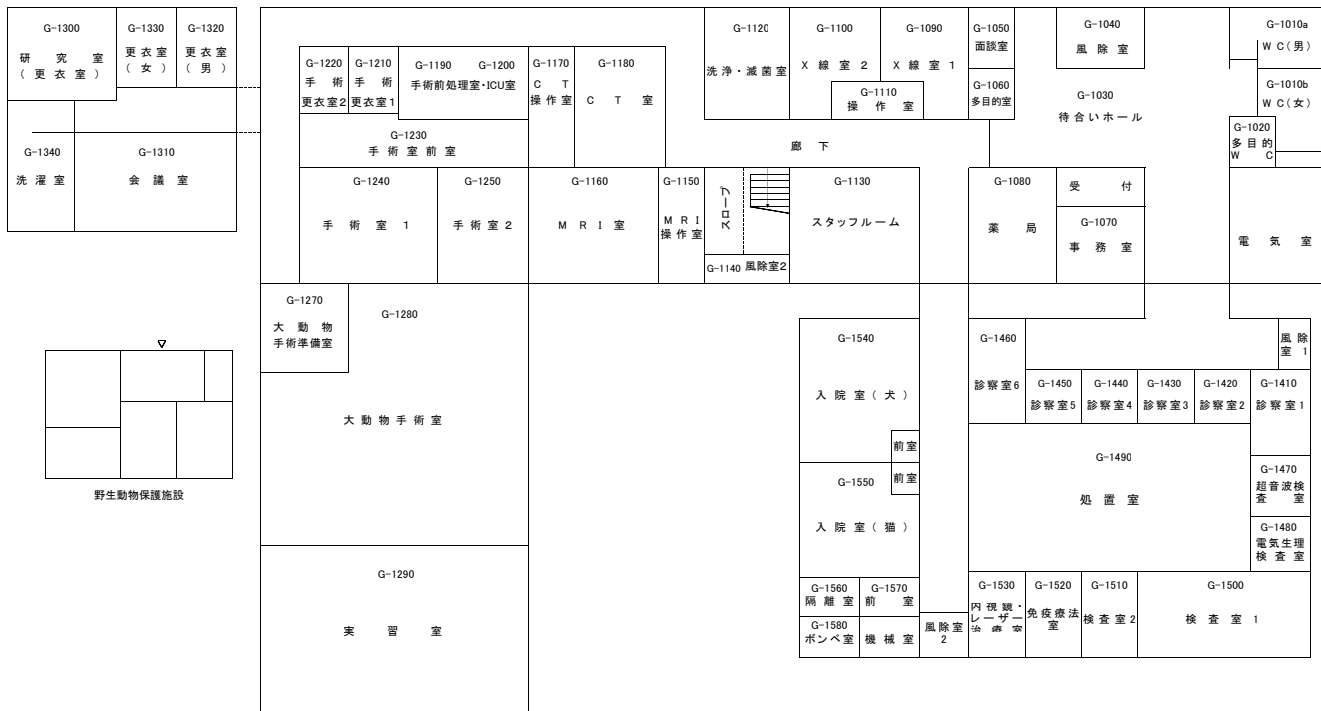 G-1300
研究室
(更衣室)
G-1330
更衣室
(女)
G-1320
更衣室
(男)
G-1340
洗濯室
G-1310
会議室
野生動物保護施設
G-1220
手術
更衣室2
G-1210
手術
更衣室1
G-1190
G-1200
手術前処理室・ICU室
G-1170
CT
操作室
G-1180
CT室
G-1230
手術室前室
G-1240
手術室1
G-1250
手術室2
G-1160
MRI室
G-1150
MRI
操作室
スロープ
G-1140 風除室2
G-1120
洗浄・滅菌室
G-1100
X線室2
G-1090
X線室1
G-1110
操作室
G-1050
面談室
G-1060
多目的室
G-1040
風除室
G-1030
待合いホール
G-1010a
WC(男)
G-1010b
WC(女)
G-1020
多目的
WC
廊下
G-1130
スタッフルーム
G-1080
薬局
受付
G-1070
事務室
電気室
G-1270
大動物
手術準備室
G-1280
大動物手術室
G-1290
実習室
G-1540
入院室(犬)
前室
前室
G-1550
入院室(猫)
G-1560
隔離室
G-1570
前室
G-1580
ボンベ室
機械室
風除室
2
G-1460
診察室6
G-1450
診察室5
G-1440
診察室4
G-1430
診察室3
G-1420
診察室2
G-1410
診察室1
風除
室1
G-1490
処置室
G-1470
超音波検
査室
G-1480
電気生理
検査室
G-1530
内視鏡・
レーザー
治療室
G-1520
免疫療法
室
G-1510
検査室2
G-1500
検査室1